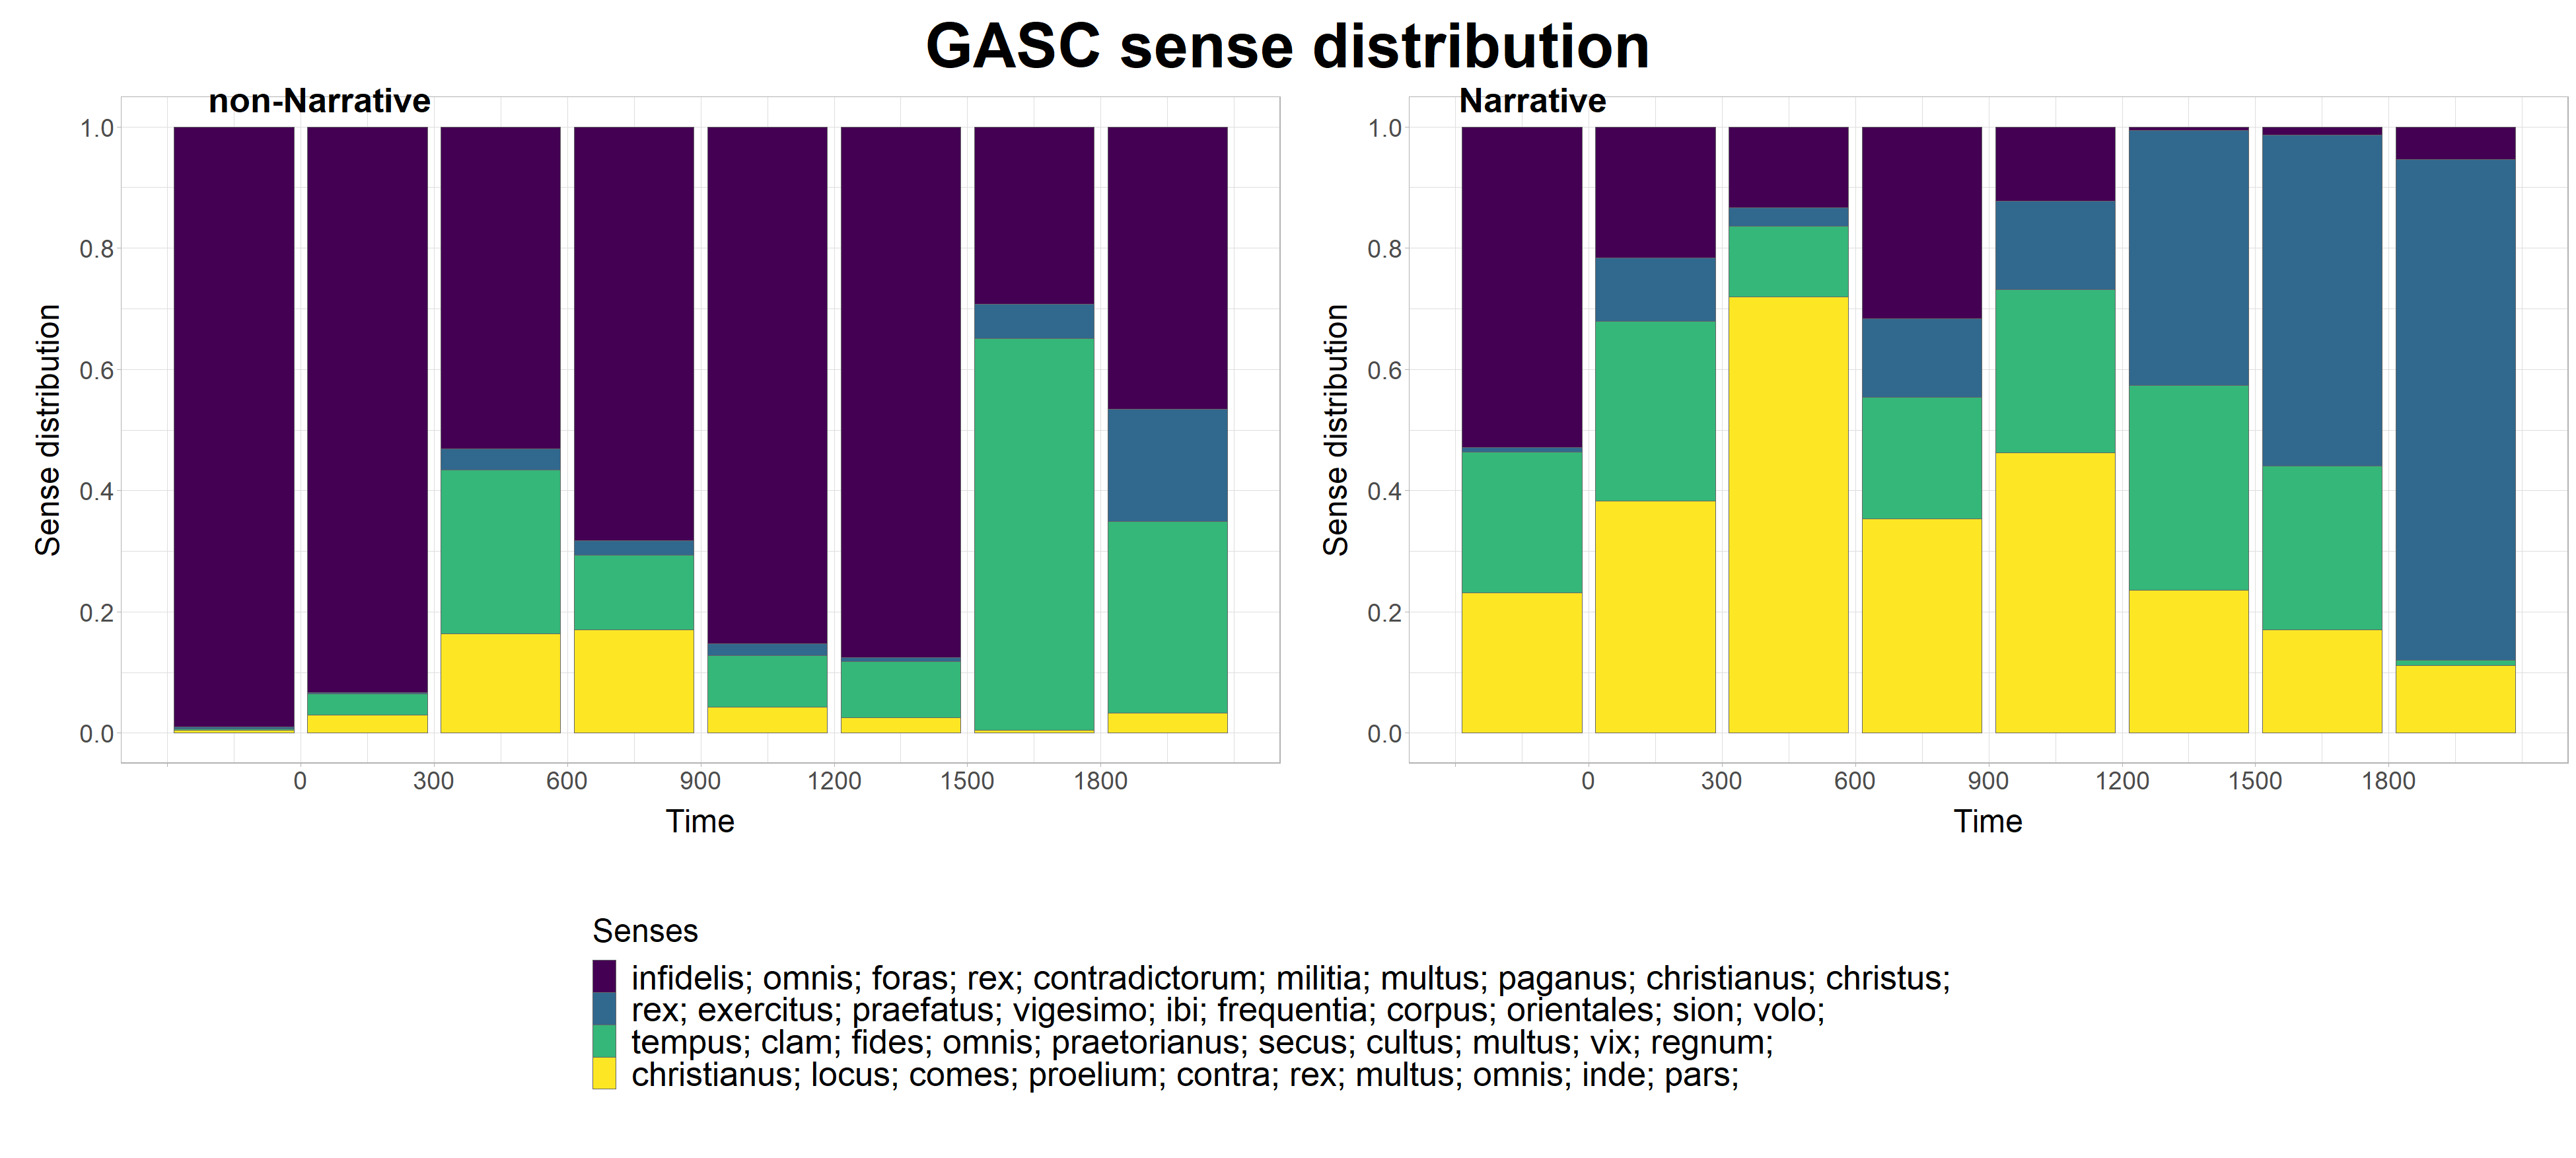 GASC sense distribution
non-Narrative
1.0
0.8
0.6
0.4
0.2
0.0
Sense distribution
0 300 600 900 1200 1500 1800
Time
Narrative
1.0
0.8
0.6
0.4
0.2
0.0
Sense distribution
0 300 600 900 1200 1500 1800
Time
Senses
infidelis; omnis; foras; rex; contradictorum; militia; multus; paganus; christianus; christus;
rex; exercitus; praefatus; vigesimo; ibi; frequentia; corpus; orientales; sion; volo;
tempus; clam; fides; omnis; praetorianus; secus; cultus; multus; vix; regnum;
christianus; locus; comes; proelium; contra; rex; multus; omnis; inde; pars;